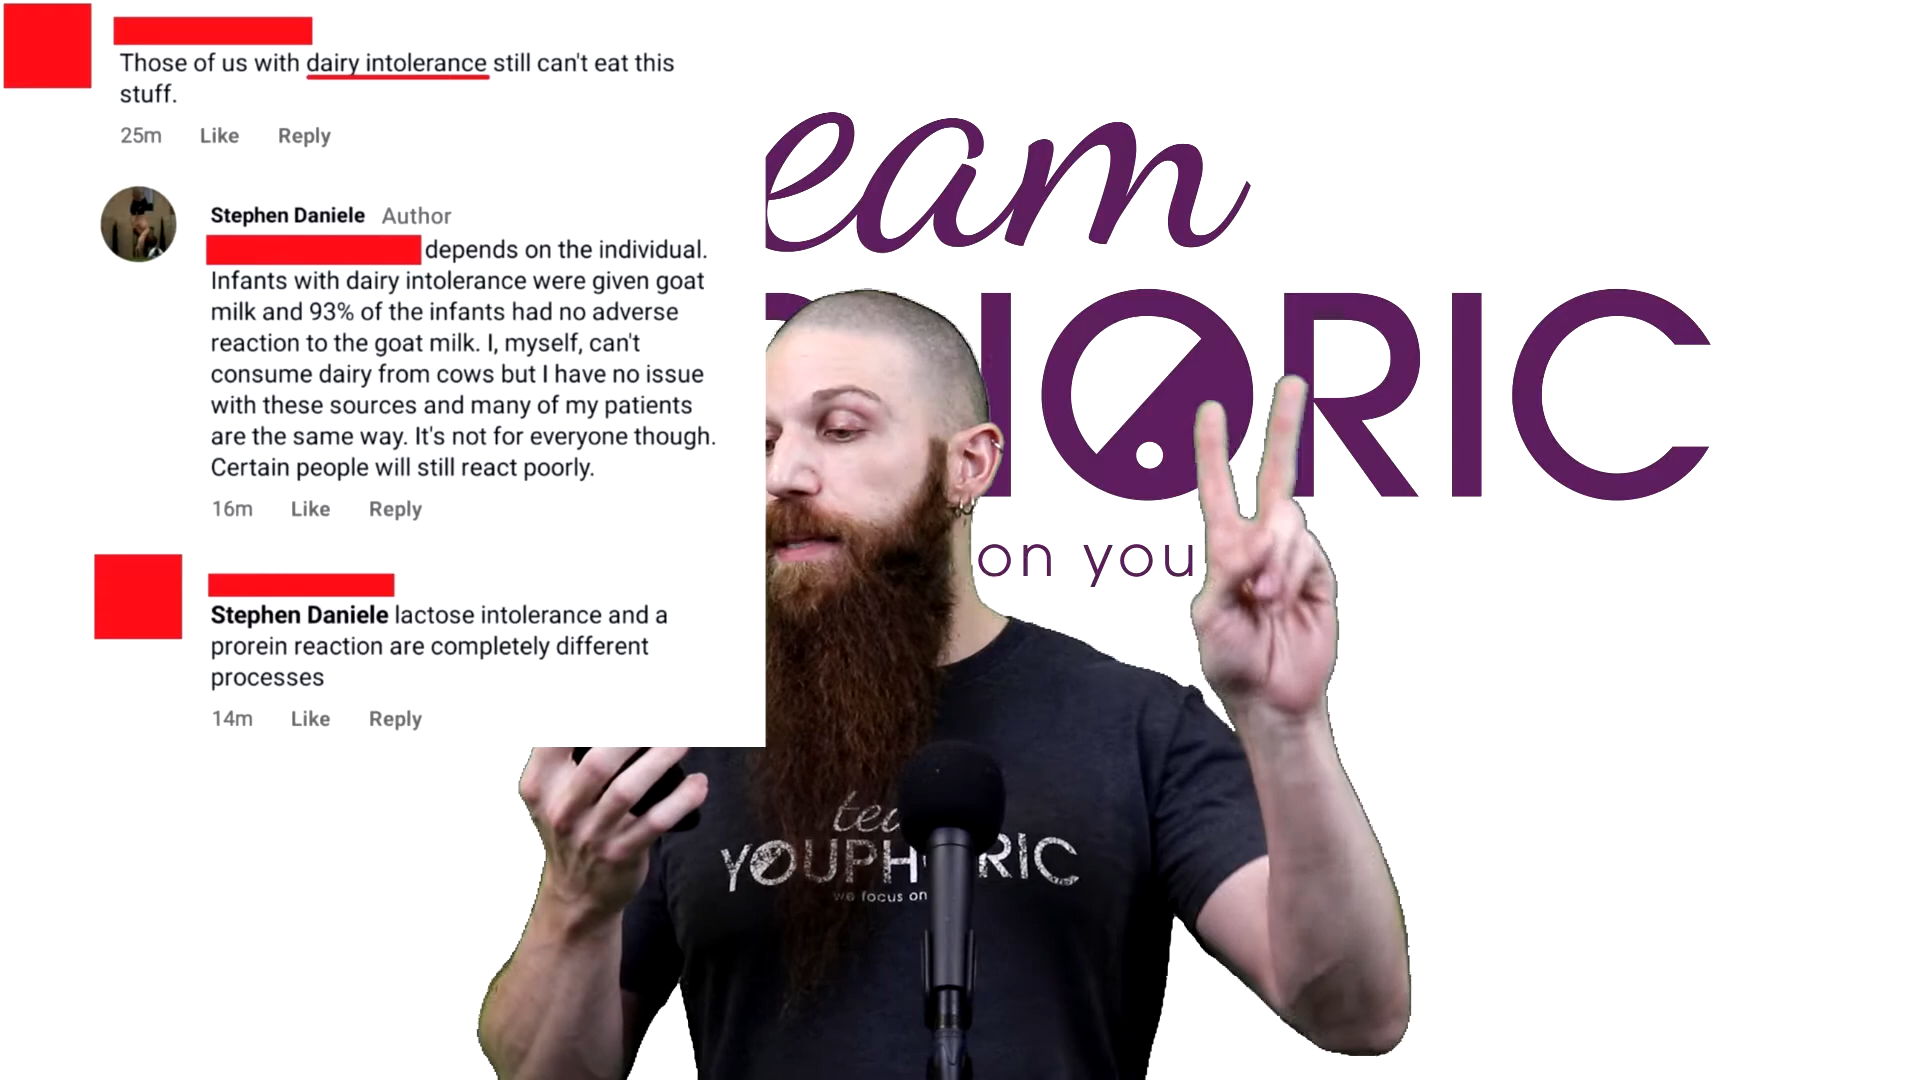 Those of us with dairy intolerance still can't eat this
stuff.
25m Like Reply
Stephen Daniele Author
depends on the individual.
Infants with dairy intolerance were given goat
milk and 93% of the infants had no adverse
reaction to the goat milk. I, myself, can't
consume dairy from cows but I have no issue
with these sources and many of my patients
are the same way. It's not for everyone though.
Certain people will still react poorly.
16m Like Reply
Stephen Daniele lactose intolerance and a
prorein reaction are completely different
processes
14m Like Reply
eam
HORIC
on you
tea
YOUPHORIC
we focus on